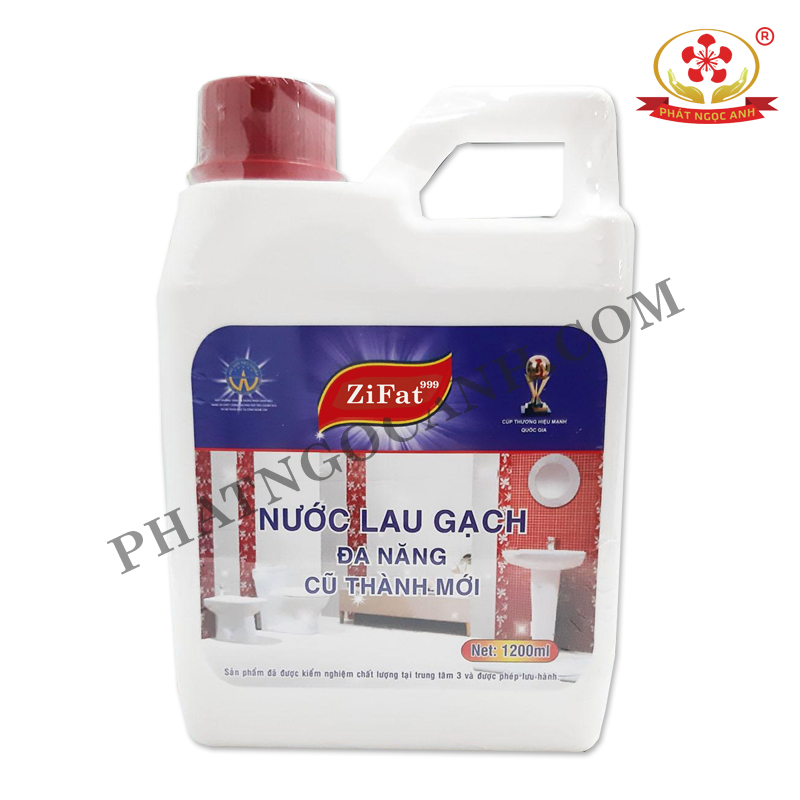 ®
PHÁT NGỌC ANH
ZiFat 999
CÚP THƯƠNG HIỆU MẠNH
QUỐC GIA
PHATNGOCANH.COM
NƯỚC LAU GẠCH
ĐA NĂNG
CŨ THÀNH MỚI
Net: 1200ml
Sản phẩm đã được kiểm nghiệm chất lượng tại trung tâm 3 và được phép lưu hành.